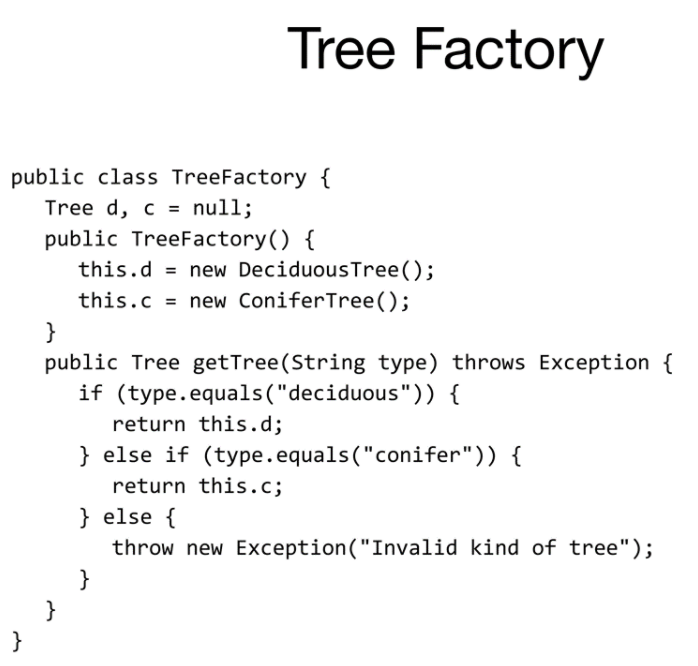 Tree Factory
public class TreeFactory {
Tree d, c = null;
public TreeFactory() {
this.d = new DeciduousTree();
this.c = new ConiferTree();
}
public Tree getTree(String type) throws Exception {
if (type.equals("deciduous")) {
return this.d;
} else if (type.equals("conifer")) {
return this.c;
} else {
throw new Exception("Invalid kind of tree");
}
}
}